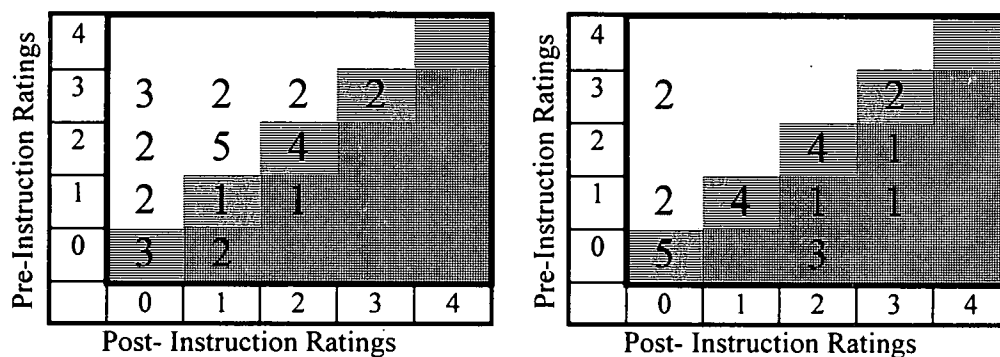 Pre-Instruction Ratings
4
3 3 2 2 2
2 2 5 4
1 2 1 1
0 3 2
0 1 2 3 4
Post- Instruction Ratings
Pre-Instruction Ratings
4
3 2 2
2 4 1
1 2 4 1 1
0 5 3
0 1 2 3 4
Post- Instruction Ratings